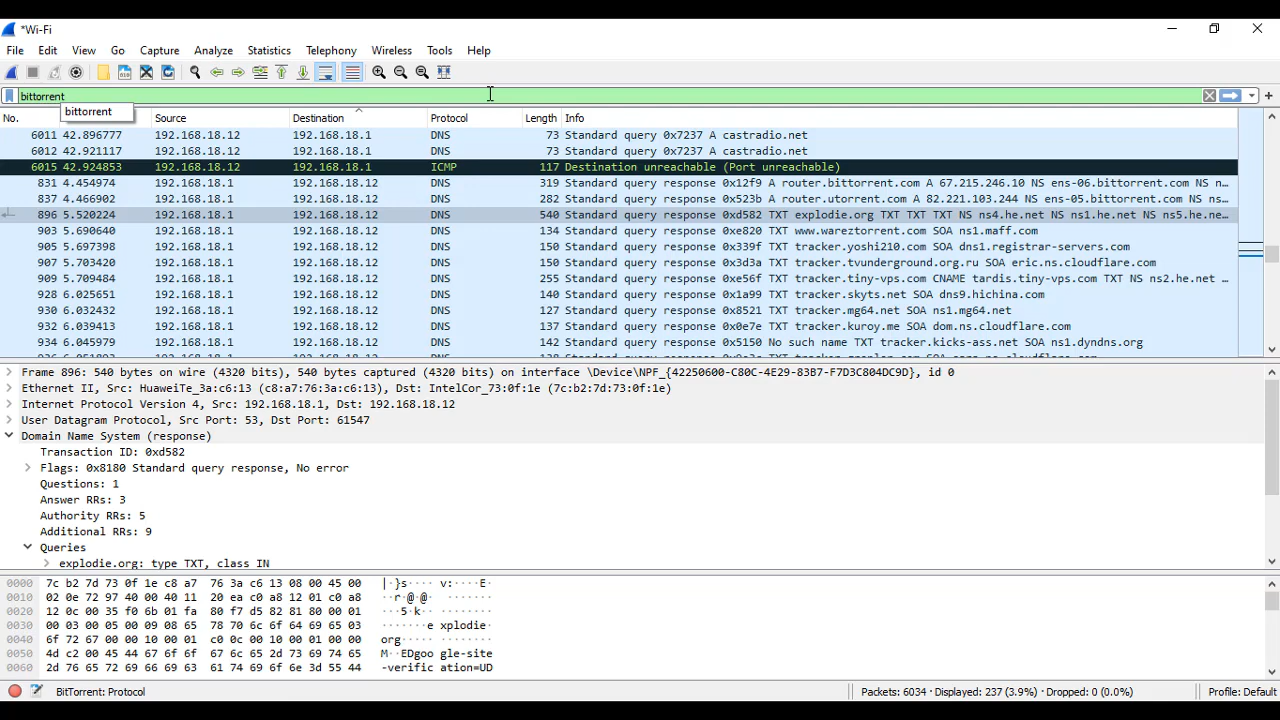 *Wi-Fi
File Edit View Go Capture Analyze Statistics Telephony Wireless Tools Help
bittorrent
bittorrent
No. Source Destination Protocol Length Info
6011 42.896777 192.168.18.12 192.168.18.1 DNS 73 Standard query 0x7237 A castradio.net
6012 42.921117 192.168.18.12 192.168.18.1 DNS 73 Standard query 0x7237 A castradio.net
6015 42.924853 192.168.18.12 192.168.18.1 ICMP 117 Destination unreachable (Port unreachable)
831 4.454974 192.168.18.1 192.168.18.12 DNS 319 Standard query response 0x12f9 A router.bittorrent.com A 67.215.246.10 NS ens-06.bittorrent.com NS n…
837 4.466902 192.168.18.1 192.168.18.12 DNS 282 Standard query response 0x523b A router.utorrent.com A 82.221.103.244 NS ens-05.bittorrent.com NS n…
896 5.520224 192.168.18.1 192.168.18.12 DNS 540 Standard query response 0xd582 TXT explodie.org TXT TXT TXT NS ns4.he.net NS ns1.he.net NS ns5.he.ne…
903 5.690640 192.168.18.1 192.168.18.12 DNS 134 Standard query response 0xe820 TXT www.wareztorrent.com SOA ns1.maff.com
905 5.697398 192.168.18.1 192.168.18.12 DNS 150 Standard query response 0x339f TXT tracker.yoshi210.com SOA dns1.registrar-servers.com
907 5.703420 192.168.18.1 192.168.18.12 DNS 150 Standard query response 0x3d3a TXT tracker.tvunderground.org.ru SOA eric.ns.cloudflare.com
909 5.709484 192.168.18.1 192.168.18.12 DNS 255 Standard query response 0xe56f TXT tracker.tiny-vps.com CNAME tardis.tiny-vps.com TXT NS ns2.he.net …
928 6.025651 192.168.18.1 192.168.18.12 DNS 140 Standard query response 0x1a99 TXT tracker.skyts.net SOA dns9.hichina.com
930 6.032432 192.168.18.1 192.168.18.12 DNS 127 Standard query response 0x8521 TXT tracker.mg64.net SOA ns1.mg64.net
932 6.039413 192.168.18.1 192.168.18.12 DNS 137 Standard query response 0x0e7e TXT tracker.kuroy.me SOA dom.ns.cloudflare.com
934 6.045979 192.168.18.1 192.168.18.12 DNS 142 Standard query response 0x5150 No such name TXT tracker.kicks-ass.net SOA ns1.dyndns.org
Frame 896: 540 bytes on wire (4320 bits), 540 bytes captured (4320 bits) on interface \Device\NPF_{42250600-C80C-4E29-83B7-F7D3C804DC9D}, id 0
Ethernet II, Src: HuaweiTe_3a:c6:13 (c8:a7:76:3a:c6:13), Dst: IntelCor_73:0f:1e (7c:b2:7d:73:0f:1e)
Internet Protocol Version 4, Src: 192.168.18.1, Dst: 192.168.18.12
User Datagram Protocol, Src Port: 53, Dst Port: 61547
Domain Name System (response)
Transaction ID: 0xd582
Flags: 0x8180 Standard query response, No error
Questions: 1
Answer RRs: 3
Authority RRs: 5
Additional RRs: 9
Queries
explodie.org: type TXT, class IN
0000 7c b2 7d 73 0f 1e c8 a7 76 3a c6 13 08 00 45 00 |·}s···· v:····E·
0010 02 0e 72 97 40 00 40 11 20 ea c0 a8 12 01 c0 a8 ··r·@·@· ········
0020 12 0c 00 35 f0 6b 01 fa 80 f7 d5 82 81 80 00 01 ···5·k·· ········
0030 00 03 00 05 00 09 08 65 78 70 6c 6f 64 69 65 03 ·······e xplodie·
0040 6f 72 67 00 00 10 00 01 c0 0c 00 10 00 01 00 00 org····· ········
0050 4d c2 00 45 44 67 6f 6f 67 6c 65 2d 73 69 74 65 M··EDgoo gle-site
0060 2d 76 65 72 69 66 69 63 61 74 69 6f 6e 3d 55 44 -verific ation=UD
BitTorrent: Protocol Packets: 6034 · Displayed: 237 (3.9%) · Dropped: 0 (0.0%) Profile: Default